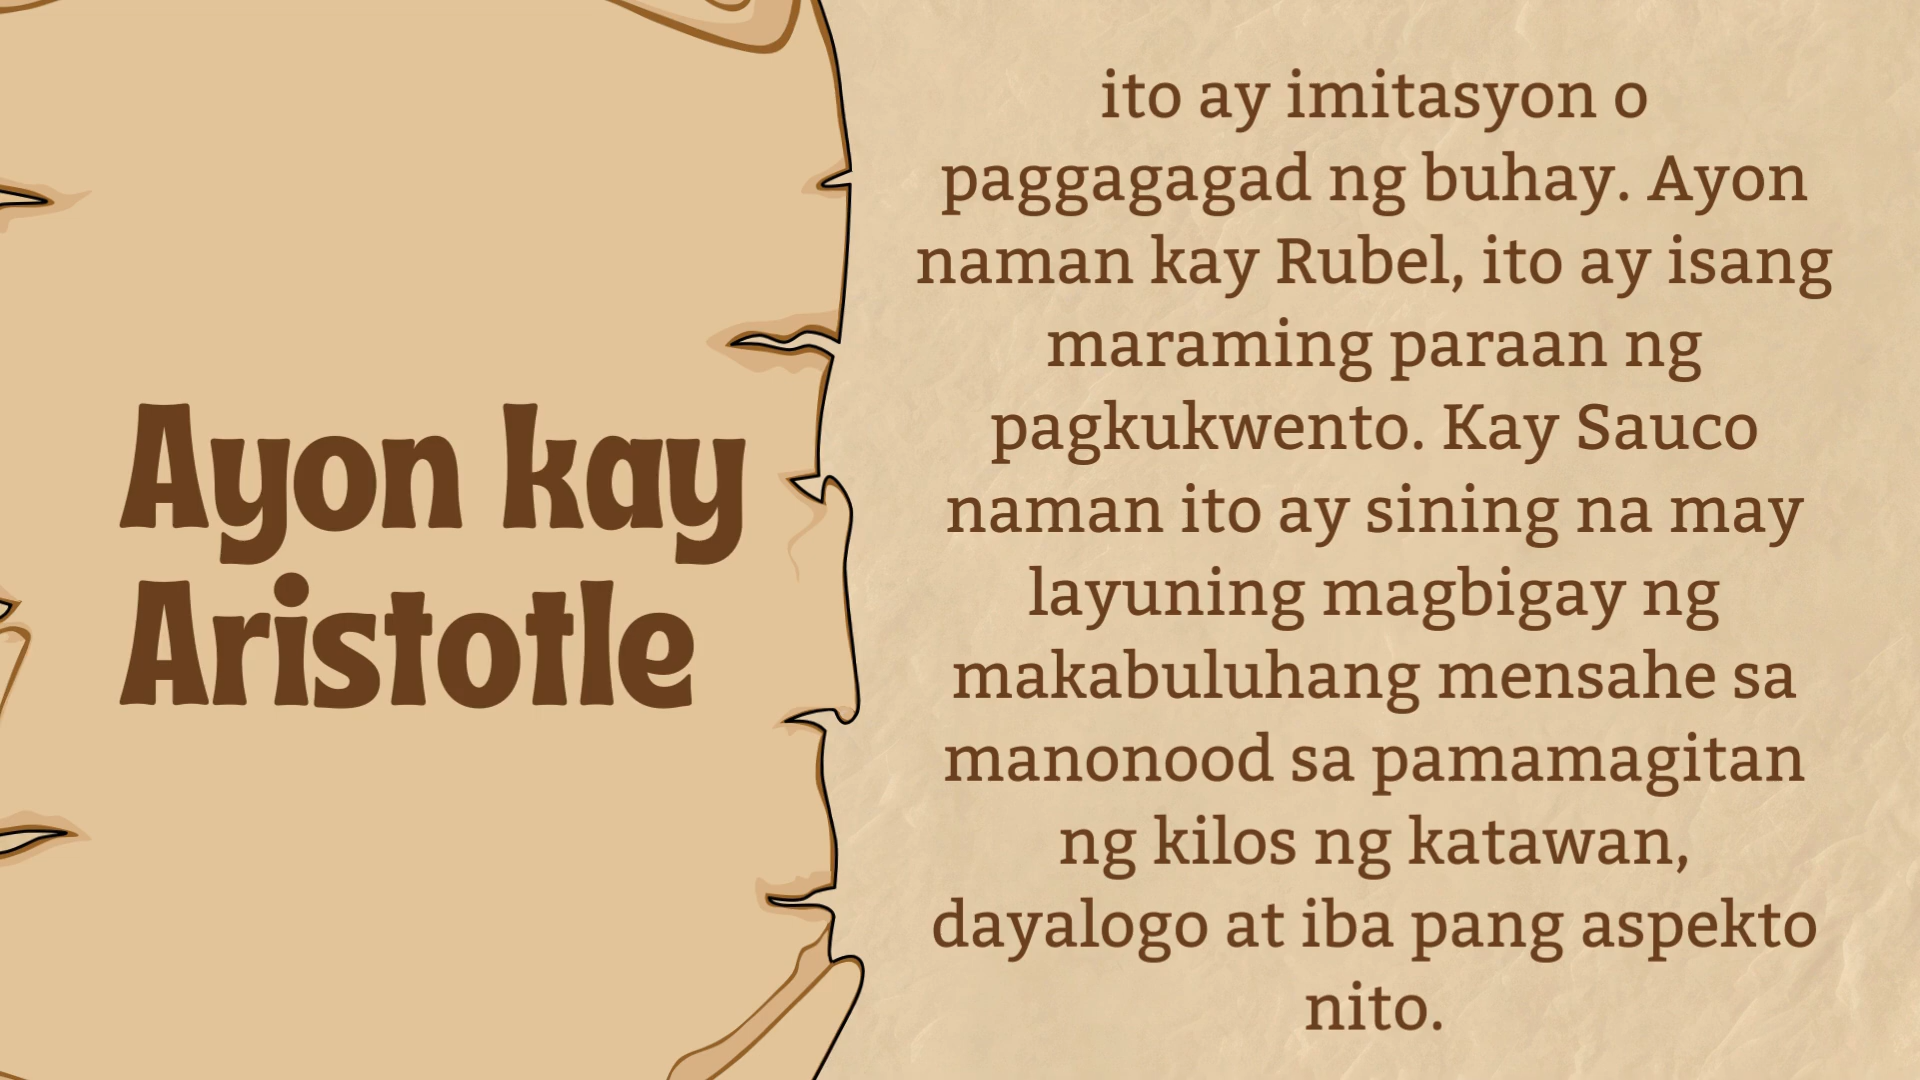 Ayon kay
Aristotle
ito ay imitasyon o
paggagagad ng buhay. Ayon
naman kay Rubel, ito ay isang
maraming paraan ng
pagkukwento. Kay Sauco
naman ito ay sining na may
layuning magbigay ng
makabuluhang mensahe sa
manonood sa pamamagitan
ng kilos ng katawan,
dayalogo at iba pang aspekto
nito.